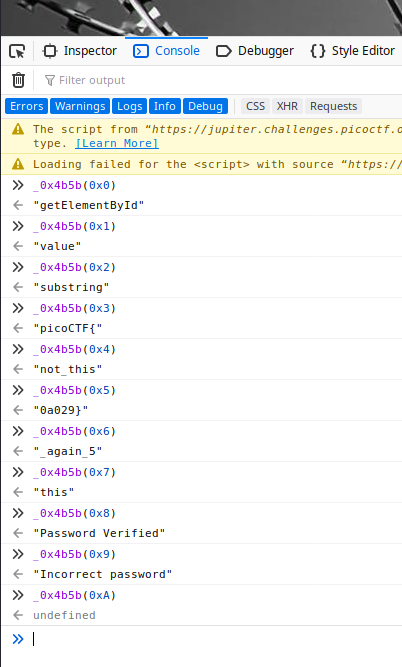 Inspector Console Debugger Style Editor
Filter output
Errors Warnings Logs Info Debug CSS XHR Requests
The script from “https://jupiter.challenges.picoctf.o
type. [Learn More]
Loading failed for the <script> with source “https://
_0x4b5b(0x0)
"getElementById"
_0x4b5b(0x1)
"value"
_0x4b5b(0x2)
"substring"
_0x4b5b(0x3)
"picoCTF{"
_0x4b5b(0x4)
"not_this"
_0x4b5b(0x5)
"0a029}"
_0x4b5b(0x6)
"_again_5"
_0x4b5b(0x7)
"this"
_0x4b5b(0x8)
"Password Verified"
_0x4b5b(0x9)
"Incorrect password"
_0x4b5b(0xA)
undefined